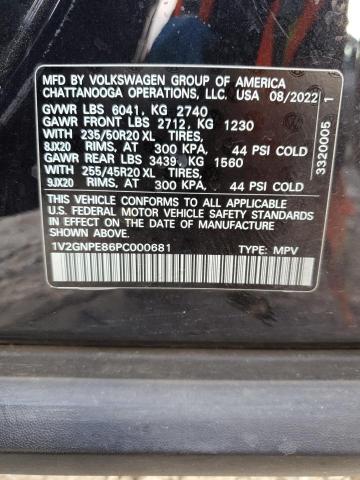 MFD BY VOLKSWAGEN GROUP OF AMERICA
CHATTANOOGA OPERATIONS, LLC. USA 08/2022
GVWR LBS 6041, KG 2740
GAWR FRONT LBS 2712, KG 1230
WITH 235/50R20 XL TIRES,
8JX20 RIMS, AT 300 KPA, 44 PSI COLD
GAWR REAR LBS 3439, KG 1560
WITH 255/45R20 XL TIRES,
9JX20 RIMS, AT 300 KPA, 44 PSI COLD
THIS VEHICLE CONFORMS TO ALL APPLICABLE
U.S. FEDERAL MOTOR VEHICLE SAFETY STANDARDS
IN EFFECT ON THE DATE OF MANUFACTURE
SHOWN ABOVE.
1V2GNPE86PC000681 TYPE: MPV
3320005 1